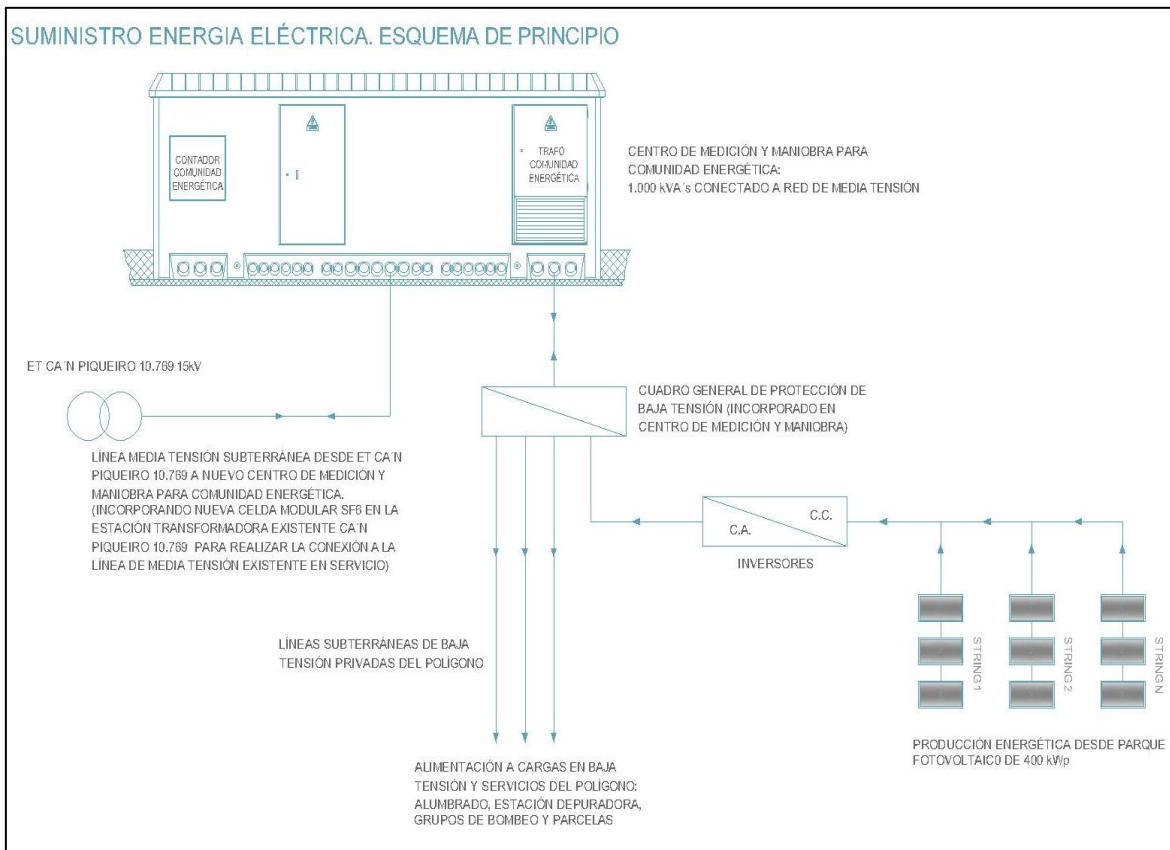 SUMINISTRO ENERGIA ELÉCTRICA. ESQUEMA DE PRINCIPIO
CONTADOR
COMUNIDAD
ENERGÉTICA
TRAFO
COMUNIDAD
ENERGÉTICA
CENTRO DE MEDICIÓN Y MANIOBRA PARA
COMUNIDAD ENERGÉTICA:
1.000 kVA´s CONECTADO A RED DE MEDIA TENSIÓN
ET CA´N PIQUEIRO 10.769 15kV
LÍNEA MEDIA TENSIÓN SUBTERRÁNEA DESDE ET CA´N
PIQUEIRO 10.769 A NUEVO CENTRO DE MEDICIÓN Y
MANIOBRA PARA COMUNIDAD ENERGÉTICA.
(INCORPORANDO NUEVA CELDA MODULAR SF6 EN LA
ESTACIÓN TRANSFORMADORA EXISTENTE CA´N
PIQUEIRO 10.769 PARA REALIZAR LA CONEXIÓN A LA
LÍNEA DE MEDIA TENSIÓN EXISTENTE EN SERVICIO)
CUADRO GENERAL DE PROTECCIÓN DE
BAJA TENSIÓN (INCORPORADO EN
CENTRO DE MEDICIÓN Y MANIOBRA)
C.A.
C.C.
INVERSORES
LÍNEAS SUBTERRÁNEAS DE BAJA
TENSIÓN PRIVADAS DEL POLÍGONO
STRING 1
STRING 2
STRING N
PRODUCCIÓN ENERGÉTICA DESDE PARQUE
FOTOVOLTAICO DE 400 kWp
ALIMENTACIÓN A CARGAS EN BAJA
TENSIÓN Y SERVICIOS DEL POLÍGONO:
ALUMBRADO, ESTACIÓN DEPURADORA,
GRUPOS DE BOMBEO Y PARCELAS